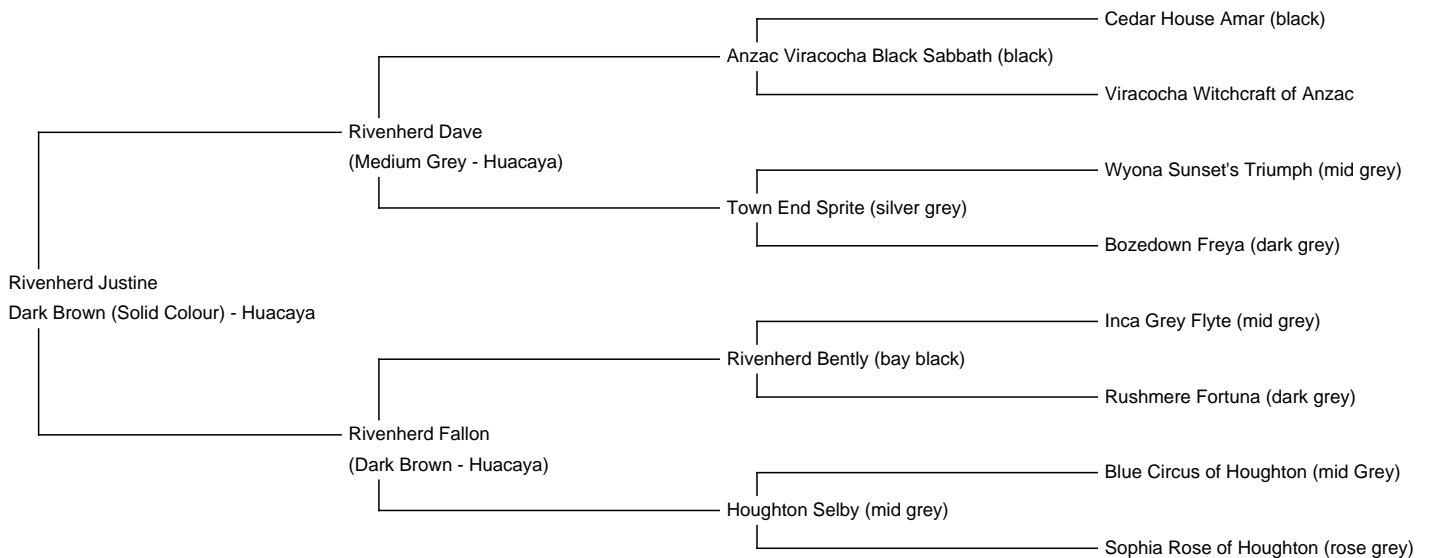 Cedar House Amar (black)
Anzac Viracocha Black Sabbath (black)
Viracocha Witchcraft of Anzac
Rivenherd Dave
(Medium Grey - Huacaya)
Wyona Sunset's Triumph (mid grey)
Town End Sprite (silver grey)
Bozedown Freya (dark grey)
Rivenherd Justine
Dark Brown (Solid Colour) - Huacaya
Inca Grey Flyte (mid grey)
Rivenherd Bently (bay black)
Rushmere Fortuna (dark grey)
Rivenherd Fallon
(Dark Brown - Huacaya)
Blue Circus of Houghton (mid Grey)
Houghton Selby (mid grey)
Sophia Rose of Houghton (rose grey)